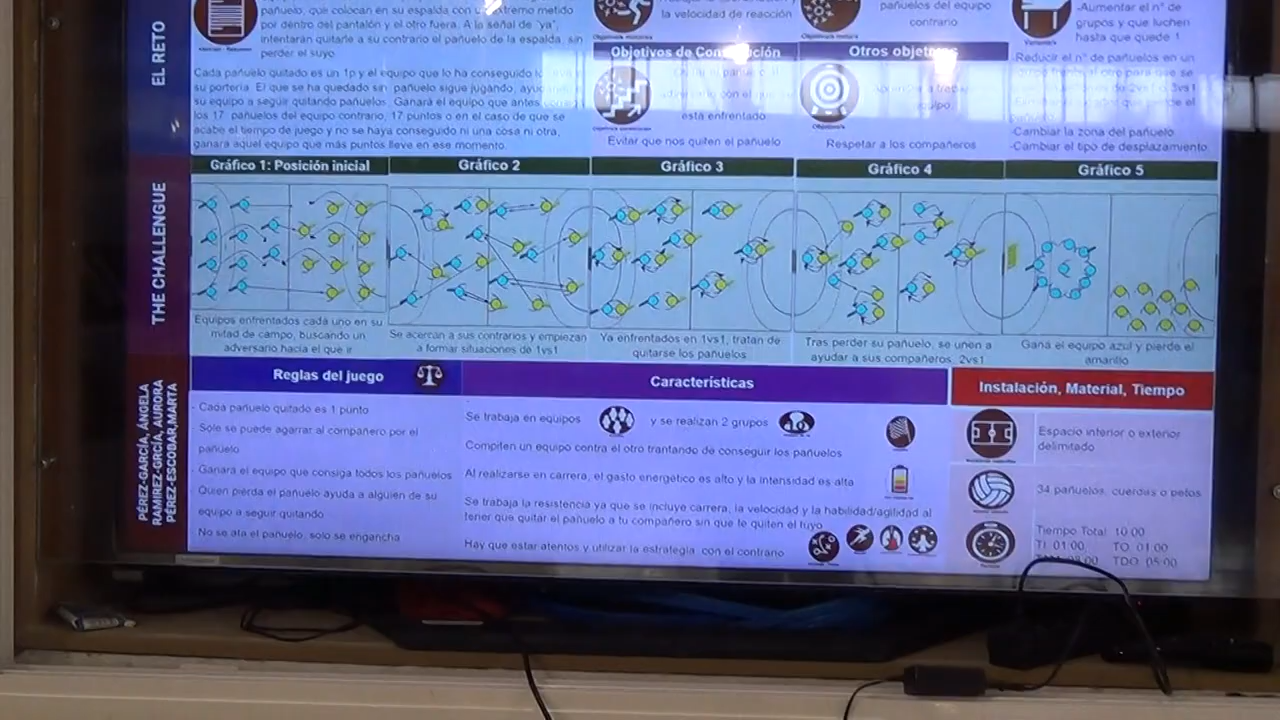 EL RETO
THE CHALLENGUE
PÉREZ-GARCÍA, ÁNGELA
RAMIREZ-GRCÍA, AURORA
PÉREZ-ESCOBAR,MARTA
pañuelo, que colocan en su espalda con un extremo metido
por dentro del pantalón y el otro fuera. A la señal de "ya",
intentarán quitarle a su contrario el pañuelo de la espalda, sin
perder el suyo.
Cada pañuelo quitado es un 1p y el equipo que lo ha conseguido lo
su portería. El que se ha quedado sin pañuelo sigue jugando,
su equipo a seguir quitando pañuelos. Ganará el equipo que antes
los 17 pañuelos del equipo contrario, 17 puntos o en el caso de que se
acabe el tiempo de juego y no se haya conseguido ni una cosa ni otra,
ganará aquel equipo que más puntos lleve en ese momento.
la velocidad de reacción
Objetivos de
está enfrentado
Evitar que nos quiten el pañuelo
pañuelos del equipo
contrario
Otros objetivos
equipo
Respetar a los compañeros
-Aumentar el nº de
grupos y que luchen
hasta que quede 1
-Reducir el nº de pañuelos en un
-Cambiar la zona del pañuelo
-Cambiar el tipo de desplazamiento
Gráfico 1: Posición inicial
Gráfico 2
Gráfico 3
Gráfico 4
Gráfico 5
Equipos enfrentados cada uno en su
mitad de campo, buscando un
adversario hacia el que ir
Se acercan a sus contrarios y empiezan
a formar situaciones de 1vs1
Ya enfrentados en 1vs1, tratan de
quitarse los pañuelos
Tras perder su pañuelo, se unen a
ayudar a sus compañeros, 2vs1
Gana el equipo azul y pierde el
amarillo
Reglas del juego
- Cada pañuelo quitado es 1 punto
Sole se puede agarrar al compañero por el
pañuelo
- Ganará el equipo que consiga todos los pañuelos
- Quien pierda el pañuelo ayuda a alguien de su
equipo a seguir quitando
No se ata el pañuelo, solo se engancha
Características
Se trabaja en equipos y se realizan 2 grupos
Compiten un equipo contra el otro trantando de conseguir los pañuelos
Al realizarse en carrera, el gasto energético es alto y la intensidad es alta
Se trabaja la resistencia ya que se incluye carrera, la velocidad y la habilidad/agilidad al
tener que quitar el pañuelo a tu compañero sin que le quiten el tuyo
Hay que estar atentos y utilizar la estrategia con el contrario
Instalación, Material, Tiempo
Espacio interior o exterior
delimitado
34 pañuelos, cuerdas o petos
Tiempo Total 10:00
TI: 01:00 TO: 01:00
TDO: 05:00